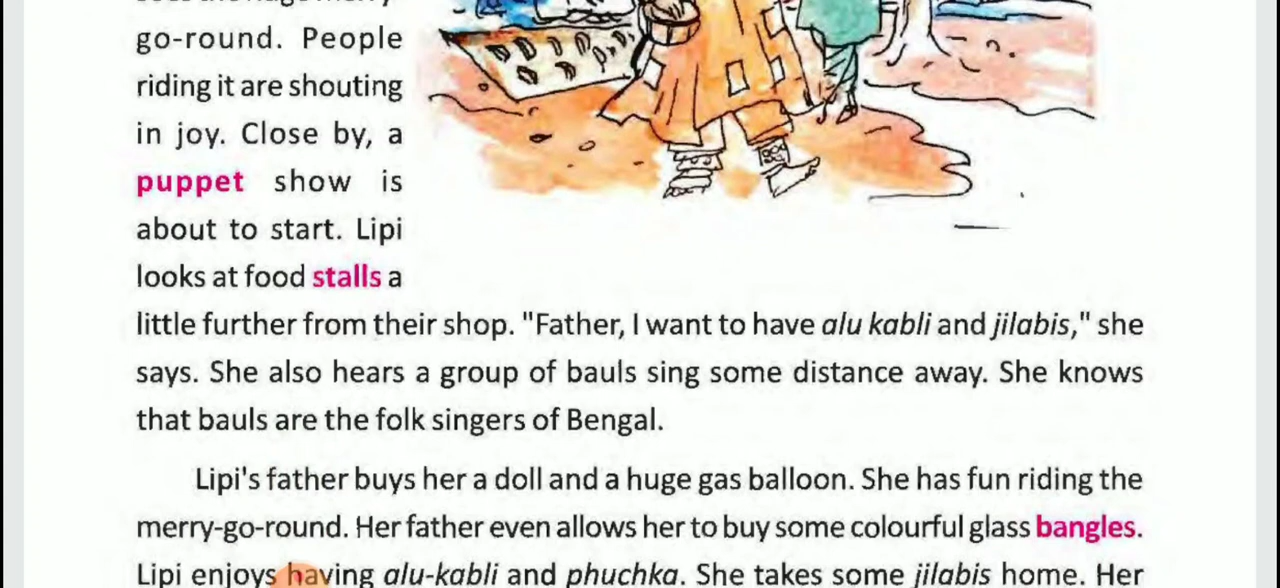 go-round. People
riding it are shouting
in joy. Close by, a
puppet show is
about to start. Lipi
looks at food stalls a
little further from their shop. "Father, I want to have alu kabli and jilabis," she
says. She also hears a group of bauls sing some distance away. She knows
that bauls are the folk singers of Bengal.
Lipi's father buys her a doll and a huge gas balloon. She has fun riding the
merry-go-round. Her father even allows her to buy some colourful glass bangles.
Lipi enjoys having alu-kabli and phuchka. She takes some jilabis home. Her